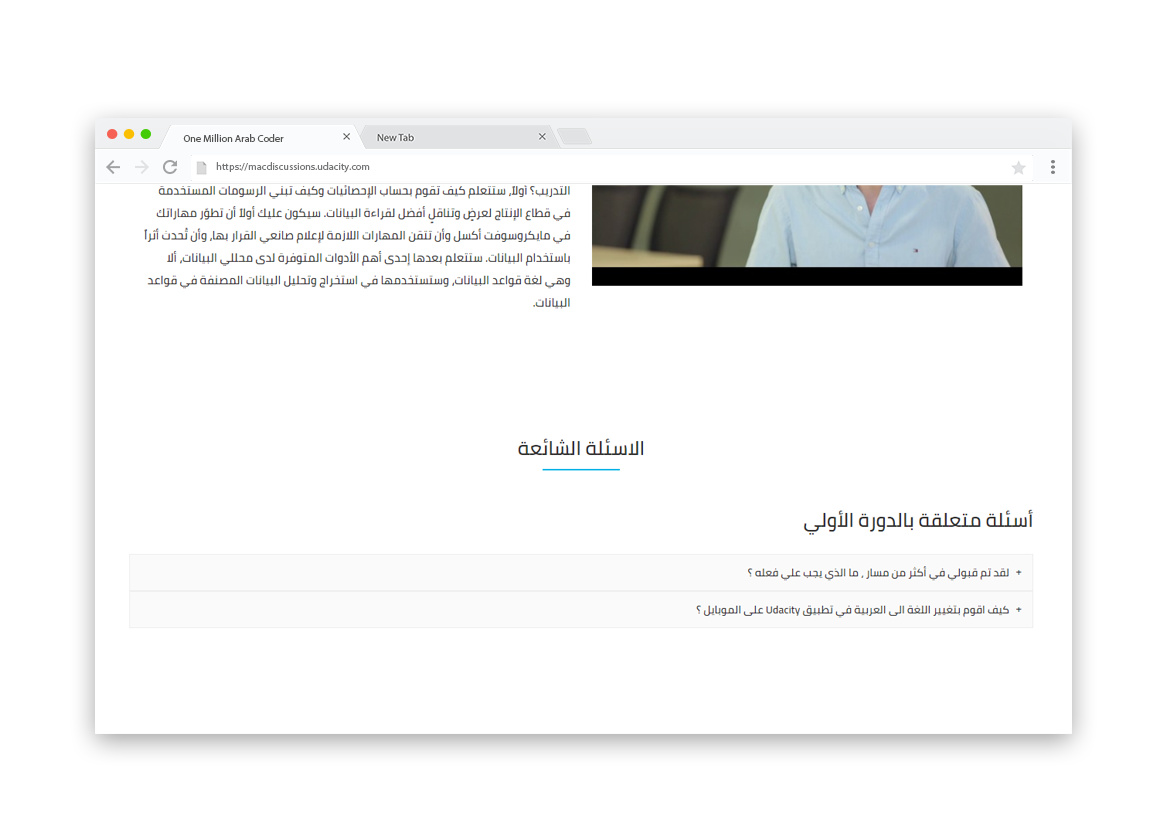 One Million Arab Coder
New Tab
https://macdiscussions.udacity.com
التدريب؟ أولاً، ستتعلم كيف تقوم بحساب الإحصائيات وكيف تبني الرسومات المستخدمة
في قطاع الإنتاج لعرضٍ وتناقلٍ أفضل لقراءة البيانات. سيكون عليك أولاً أن تطوّر مهاراتك
في مايكروسوفت أكسل وأن تتقن المهارات اللازمة لإعلام صانعي القرار بها، وأن تُحدث أثراً
باستخدام البيانات. ستتعلم بعدها إحدى أهم الأدوات المتوفرة لدى محللي البيانات، ألا
وهي لغة قواعد البيانات، وستستخدمها في استخراج وتحليل البيانات المصنفة في قواعد
البيانات.
الاسئلة الشائعة
أسئلة متعلقة بالدورة الأولي
+ لقد تم قبولي في أكثر من مسار , ما الذي يجب علي فعله ؟
+ كيف اقوم بتغيير اللغة الى العربية في تطبيق Udacity على الموبايل ؟